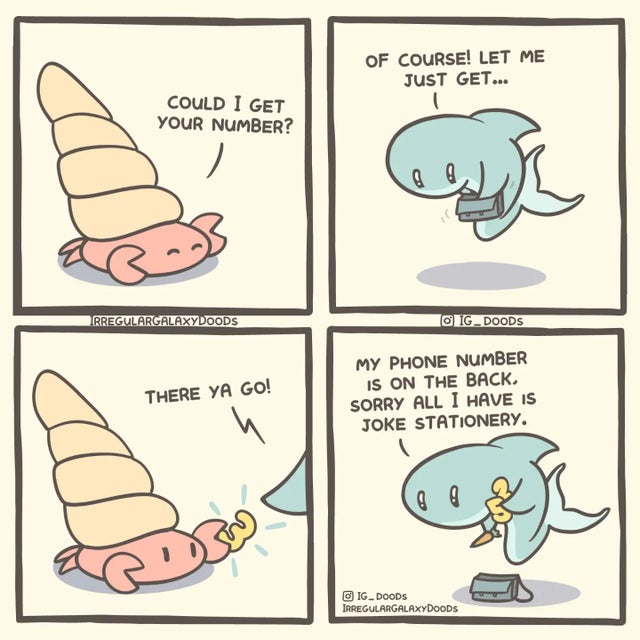 COULD I GET
YOUR NUMBER?
OF COURSE! LET ME
JUST GET...
IRREGULARGALAXYDOODS
IG_DOODS
THERE YA GO!
3
MY PHONE NUMBER
IS ON THE BACK.
SORRY ALL I HAVE IS
JOKE STATIONERY.
IG_DOODS
IRREGULARGALAXYDOODS